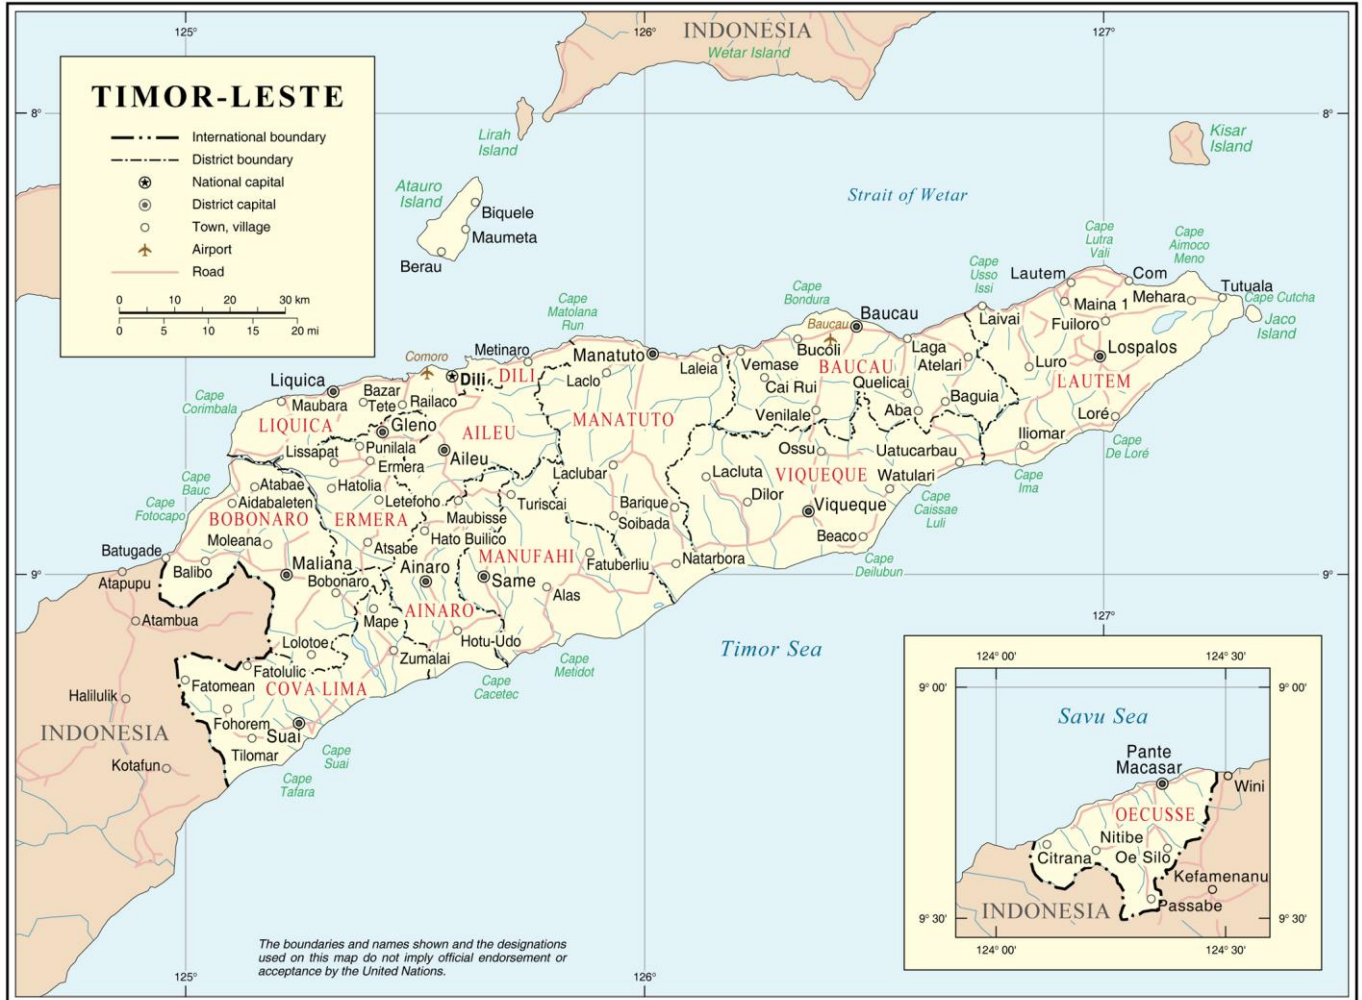 125°
126°
127°
INDONESIA
Wetar Island
TIMOR-LESTE
International boundary
District boundary
National capital
District capital
Town, village
Airport
Road
0 10 20 30 km
0 5 10 15 20 mi
8°
8°
Lirah
Island
Kisar
Island
Atauro
Island
Biquele
Maumeta
Berau
Strait of Wetar
Cape
Lutra
Vali
Cape
Aimoco
Meno
Cape
Usso
Issi
Lautem
Com
Tutuala
Mehara
Maina 1
Cape Cutcha
Jaco
Island
Cape
Bondura
Cape
Matolana
Run
Baucau
Baucau
Laivai
Fuiloro
Lospalos
Bucoli
Laga
Atelari
Luro
LAUTEM
Metinaro
Manatuto
Comoro
Dili
DILI
Laclo
Laleia
Vemase
BAUCAU
Cai Rui
Quelicai
Baguia
Aba
Venilale
Loré
Cape
De Loré
Liquica
Bazar
Tete
Railaco
Maubara
Cape
Corimbala
LIQUICA
Gleno
AILEU
MANATUTO
Iliomar
Punilala
Lissapat
Ermera
Aileu
Ossu
Uatucarbau
Cape
Ima
Laclubar
Lacluta
VIQUEQUE
Watulari
Cape
Bauc
Atabae
Hatolia
Aidabaleten
Letefoho
Turiscai
Barique
Dilor
Viqueque
Cape
Caissae
Luli
Cape
Fotocapo
BOBONARO
ERMERA
Maubisse
Soibada
Moleana
Hato Builico
Beaco
Batugade
Atsabe
MANUFAHI
Natarbora
Cape
Deilubun
Balibo
Maliana
Ainaro
Same
Fatuberliu
9°
9°
Atapupu
Bobonaro
Alas
Atambua
Mape
AINARO
127°
Lolotoe
Hotu-Udo
Timor Sea
Zumalai
Cape
Metidot
Fatolulic
Fatomean
COVA LIMA
Cape
Cacetec
Halilulik
Fohorem
Suai
INDONESIA
Tilomar
Cape
Suai
Kotafun
Cape
Tafara
124° 00'
124° 30'
9° 00'
9° 00'
Savu Sea
Pante
Macasar
Wini
OECUSSE
Nitibe
Citrana
Oe Silo
Kefamenanu
INDONESIA
Passabe
9° 30'
9° 30'
124° 00'
124° 30'
The boundaries and names shown and the designations
used on this map do not imply official endorsement or
acceptance by the United Nations.
125°
126°